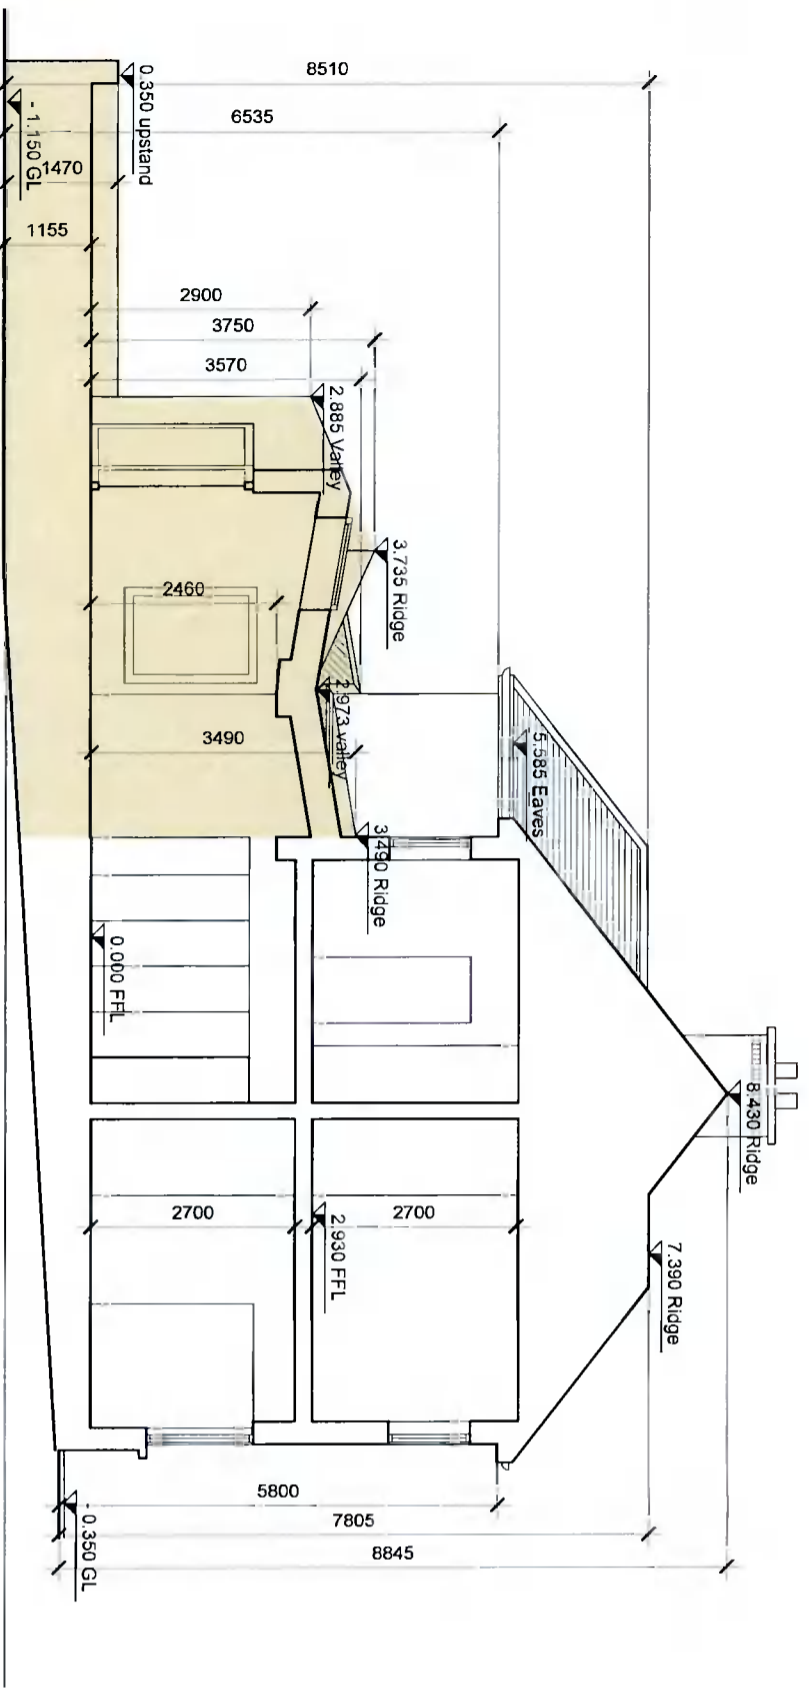 8510
6535
0.350 upstand
- 1.150 GL
1470
1155
2900
3750
3570
2.885 Valley
3.735 Ridge
2460
2.973 valley
3490
5.585 Eaves
3.490 Ridge
0.000 FFL
8.430 Ridge
2700
2700
2.930 FFL
7.390 Ridge
5800
7805
8845
- 0.350 GL